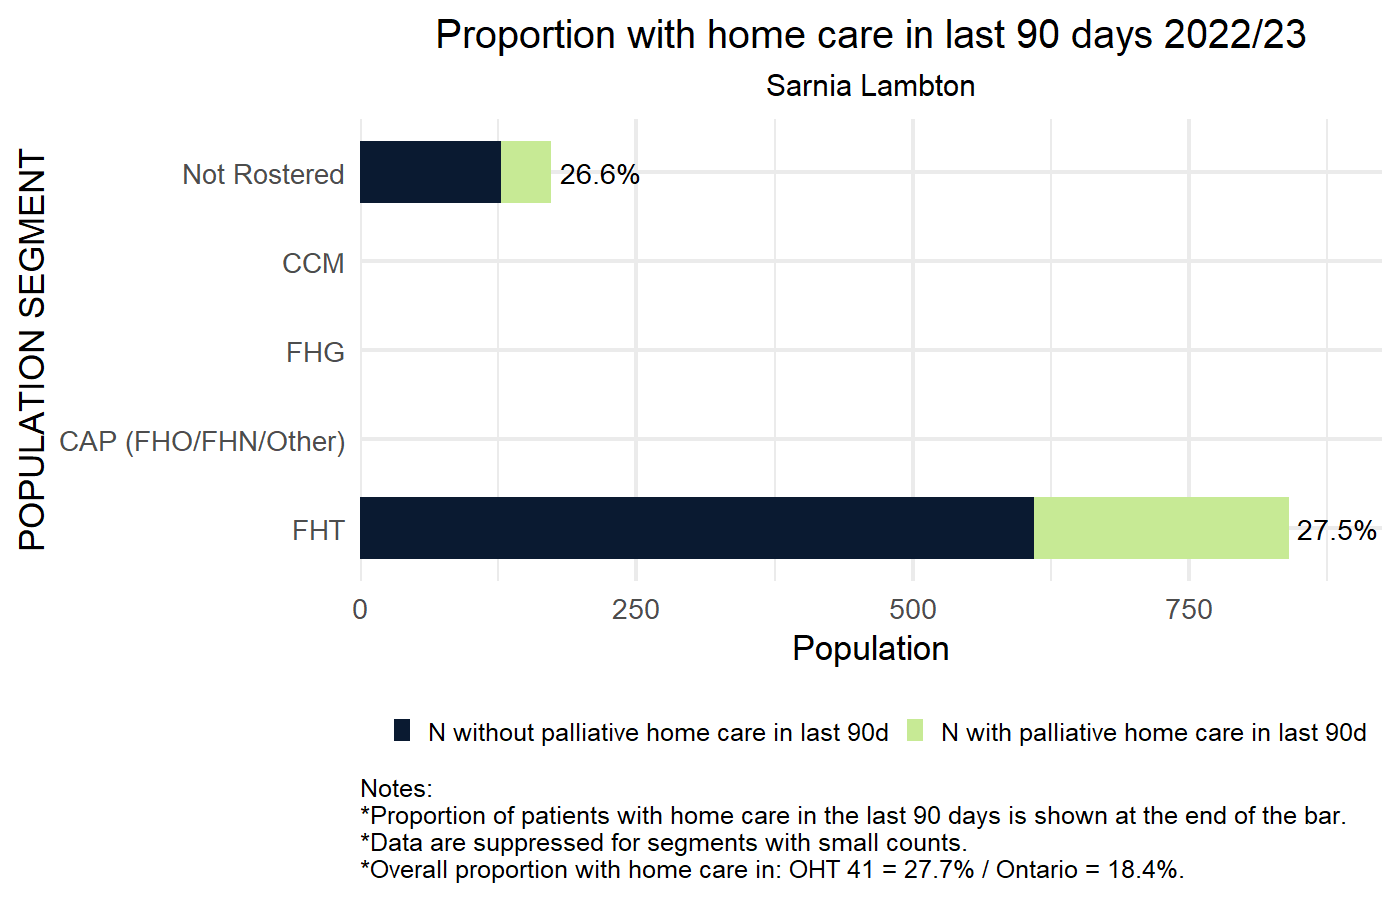 Proportion with home care in last 90 days 2022/23
Sarnia Lambton
POPULATION SEGMENT
Not Rostered
26.6%
CCM
FHG
CAP (FHO/FHN/Other)
FHT
27.5%
0 250 500 750
Population
N without palliative home care in last 90d N with palliative home care in last 90d
Notes:
*Proportion of patients with home care in the last 90 days is shown at the end of the bar.
*Data are suppressed for segments with small counts.
*Overall proportion with home care in: OHT 41 = 27.7% / Ontario = 18.4%.